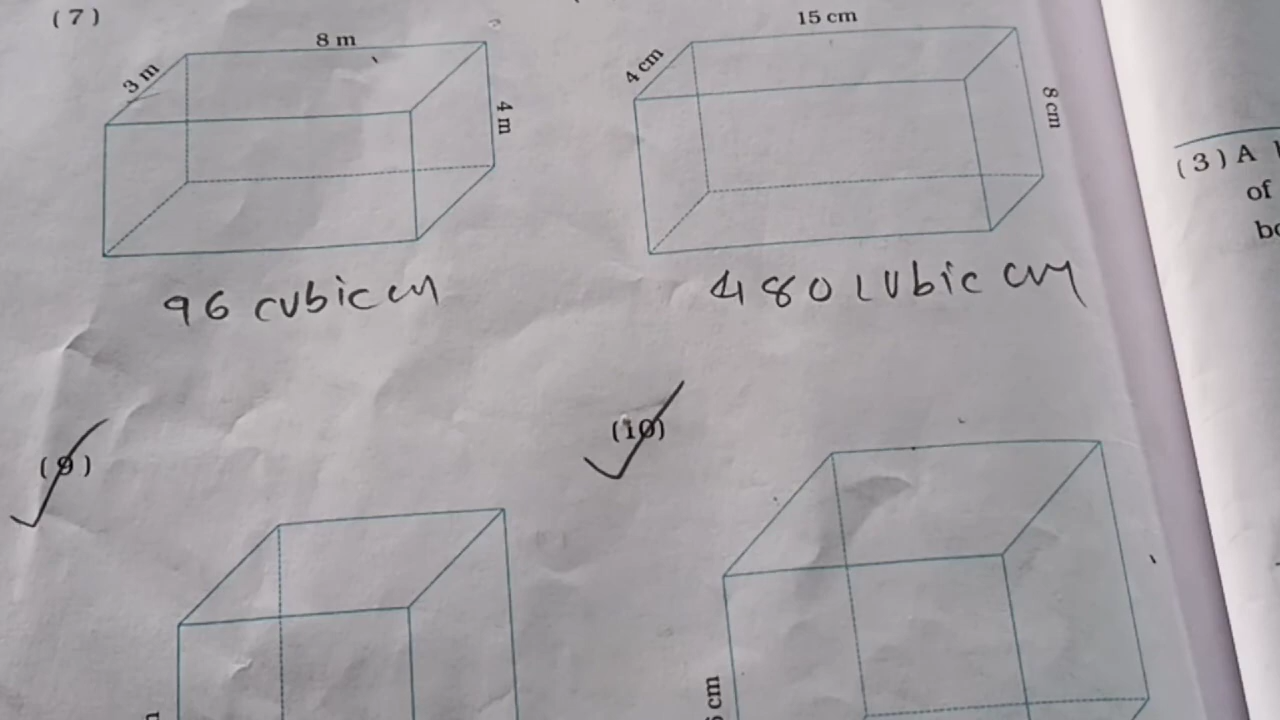 (7)
8 m
3 m
4 m
15 cm
4 cm
8 cm
96 cubic cm
480 cubic cm
(3) A
of
(9)
(10)
cm